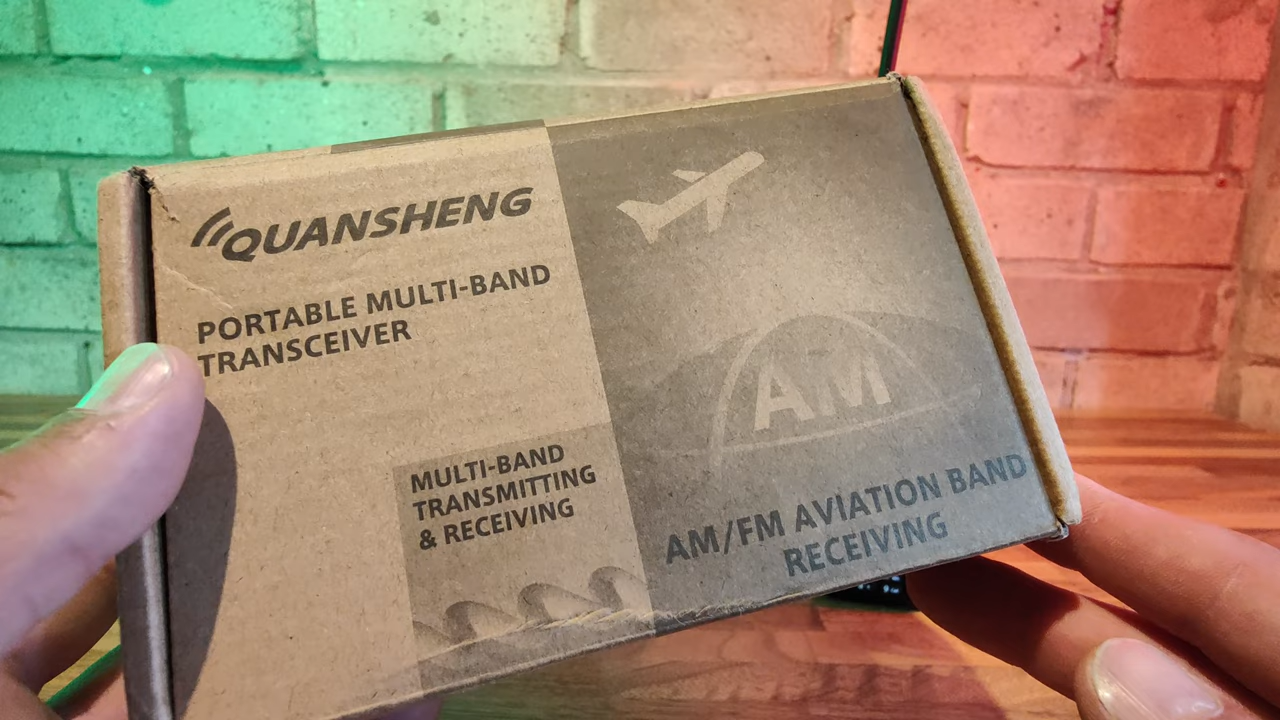 QUANSHENG
PORTABLE MULTI-BAND
TRANSCEIVER
MULTI-BAND
TRANSMITTING
& RECEIVING
AM
AM/FM AVIATION BAND
RECEIVING